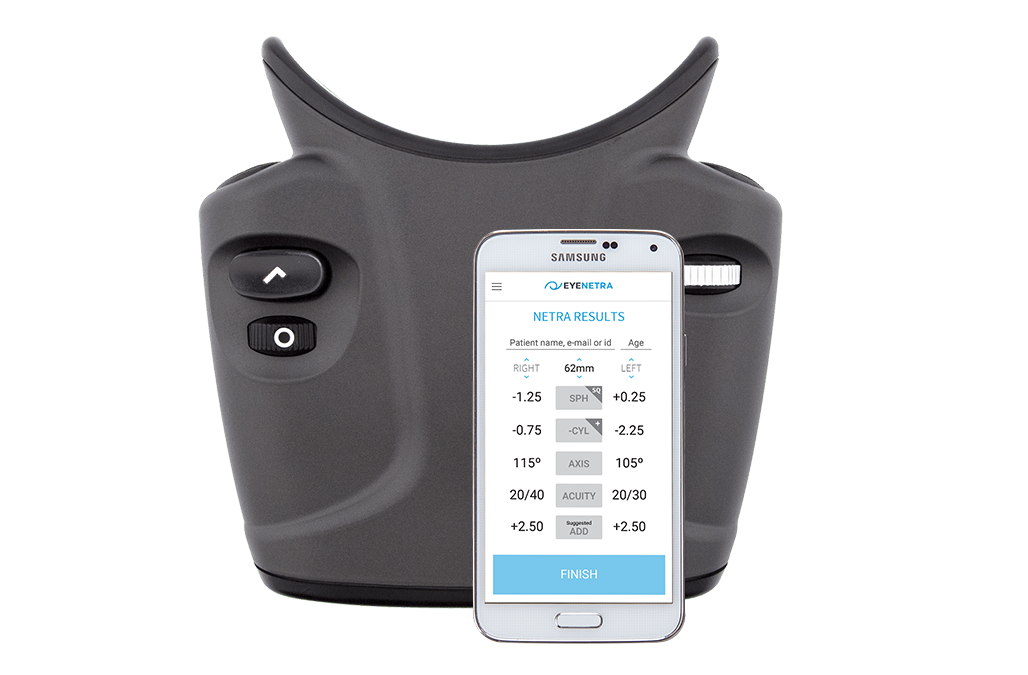 SAMSUNG
EYENETRA
NETRA RESULTS
Patient name, e-mail or id Age
RIGHT 62mm LEFT
-1.25 SPH SQ +0.25
-0.75 -CYL + -2.25
115º AXIS 105º
20/40 ACUITY 20/30
+2.50 Suggested ADD +2.50
FINISH